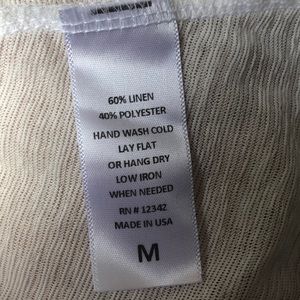 60% LINEN
40% POLYESTER
HAND WASH COLD
LAY FLAT
OR HANG DRY
LOW IRON
WHEN NEEDED
RN # 12342
MADE IN USA
M